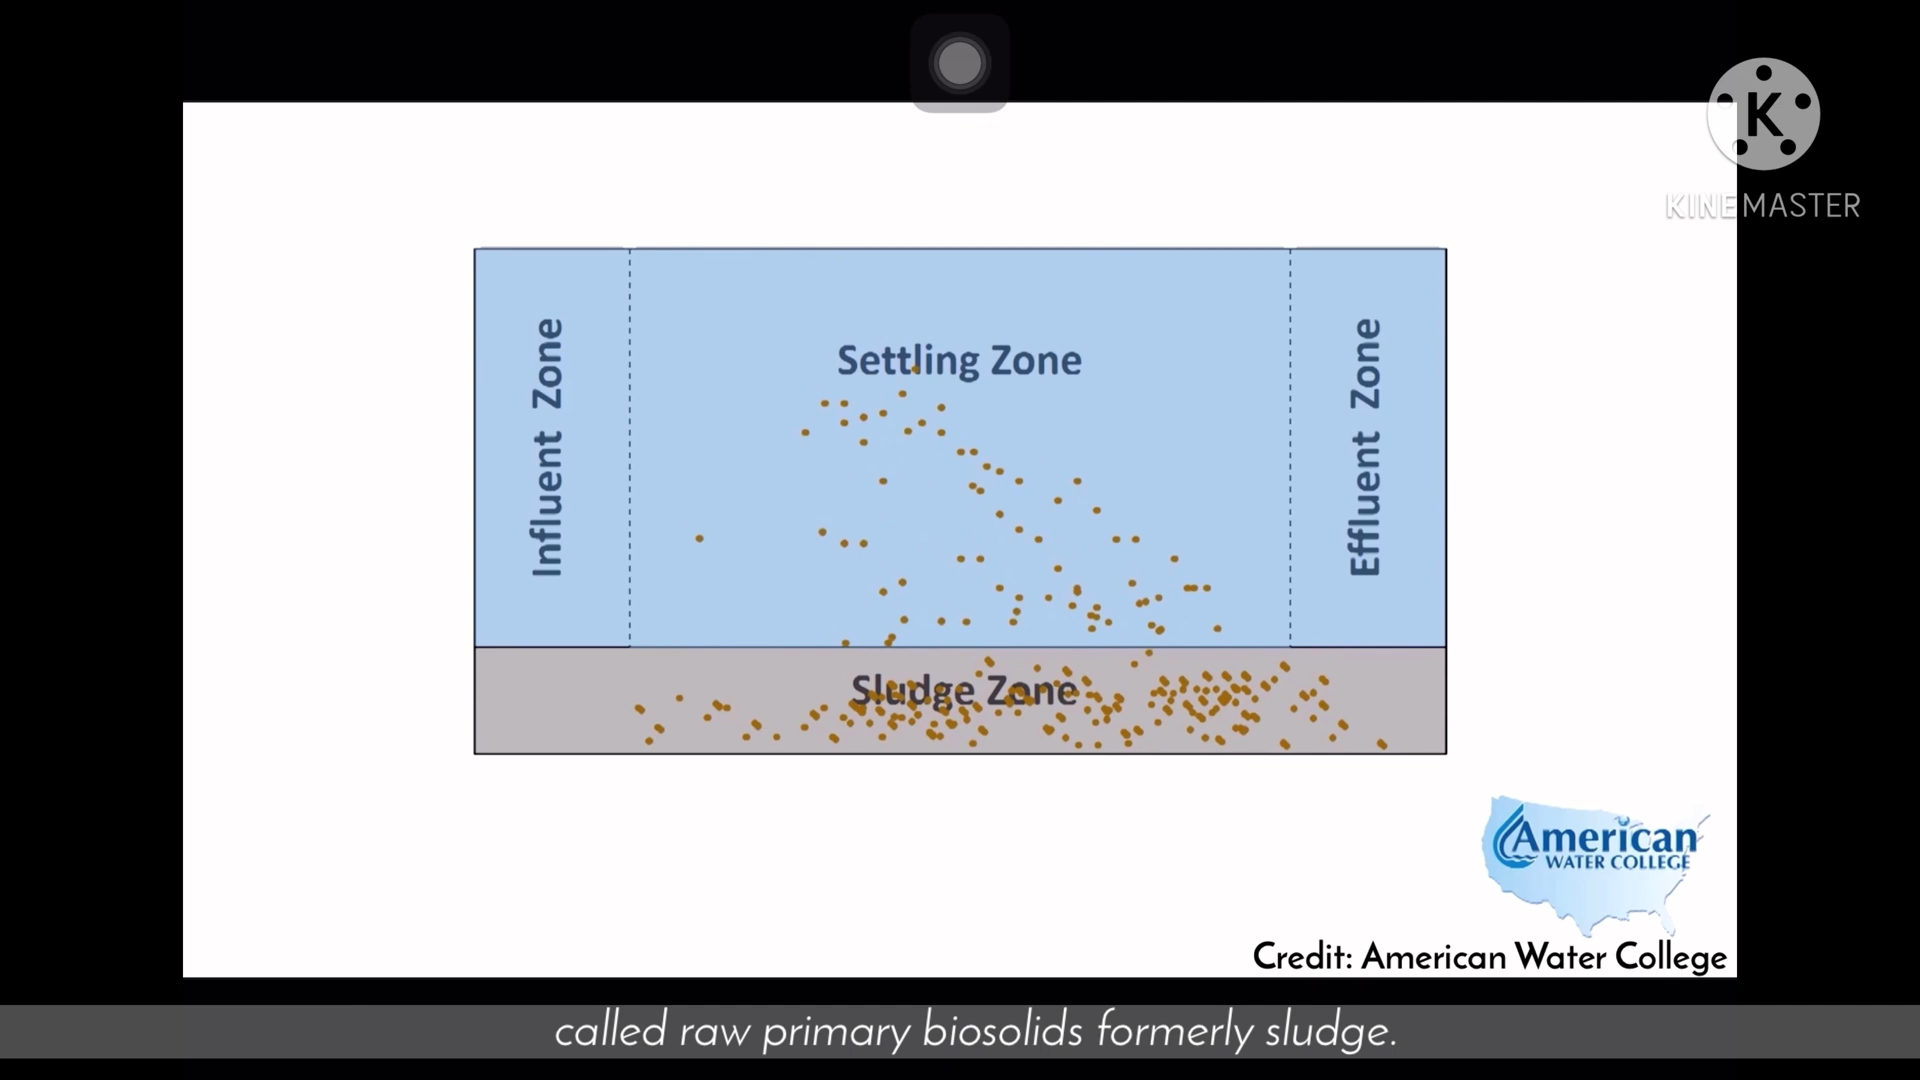 K
KINEMASTER
Settling Zone
Influent Zone
Effluent Zone
Sludge Zone
American
WATER COLLEGE
Credit: American Water College
called raw primary biosolids formerly sludge.